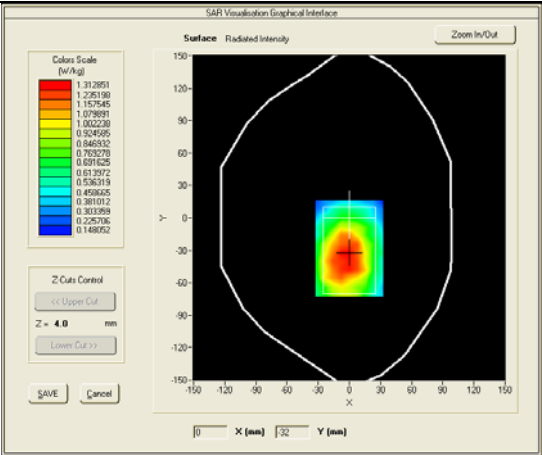 SAR Visualisation Graphical Interface
Surface Radiated Intensity
Zoom In/Out
Colors Scale
(W/kg)
1.312851
1.235198
1.157545
1.079891
1.002238
0.924585
0.846932
0.769278
0.691625
0.613972
0.536319
0.458665
0.381012
0.303359
0.225706
0.148052
Z-Cuts Control
<< Upper Cut
Z = 4.0 mm
Lower Cut >>
SAVE
Cancel
150-
120-
90-
60-
30-
0-
-30-
-60-
-90-
-120-
-150-
Y
-150 -120 -90 -60 -30 0 30 60 90 120 150
X
0 X (mm) -32 Y (mm)